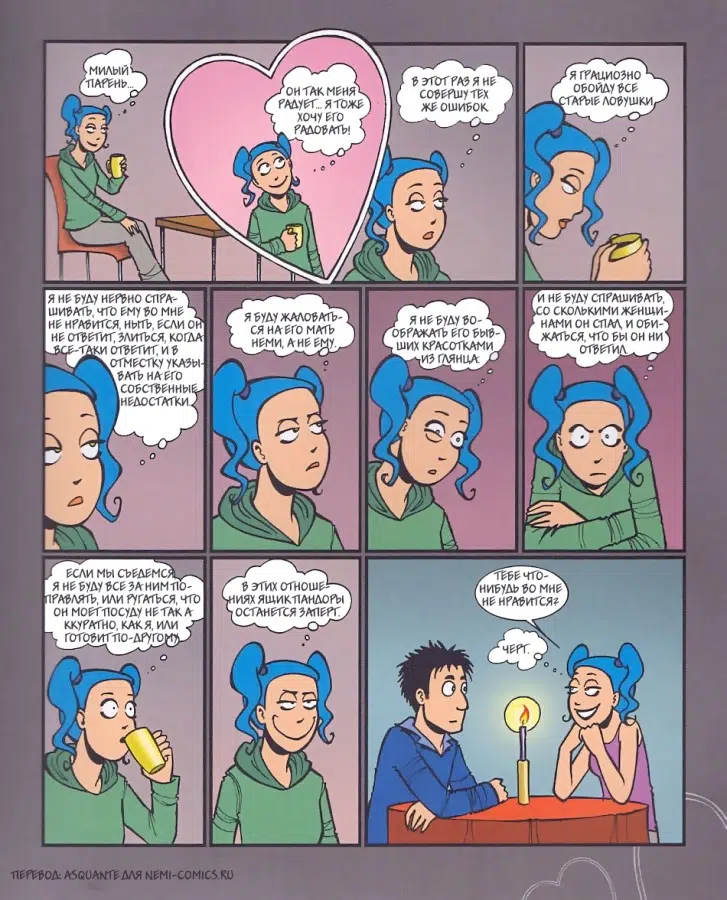 МИЛЫЙ
ПАРЕНЬ...
ОН ТАК МЕНЯ
РАДУЕТ... Я ТОЖЕ
ХОЧУ ЕГО
РАДОВАТЬ!
В ЭТОТ РАЗ Я НЕ
СОВЕРШУ ТЕХ
ЖЕ ОШИБОК.
Я ГРАЦИОЗНО
ОБОЙДУ ВСЕ
СТАРЫЕ ЛОВУШКИ.
Я НЕ БУДУ НЕРВНО СПРА-
ШИВАТЬ, ЧТО ЕМУ ВО МНЕ
НЕ НРАВИТСЯ, НЫТЬ, ЕСЛИ ОН
НЕ ОТВЕТИТ, ЗЛИТЬСЯ, КОГДА
ВСЕ-ТАКИ ОТВЕТИТ, И В
ОТМЕСТКУ УКАЗЫ-
ВАТЬ НА ЕГО
СОБСТВЕННЫЕ
НЕДОСТАТКИ.
Я БУДУ ЖАЛОВАТЬ-
СЯ НА ЕГО МАТЬ
НЕМИ, А НЕ ЕМУ.
Я НЕ БУДУ ВО-
ОБРАЖАТЬ ЕГО БЫВ-
ШИХ КРАСОТКАМИ
ИЗ ГЛЯНЦА.
И НЕ БУДУ СПРАШИВАТЬ,
СО СКОЛЬКИМИ ЖЕНЩИ-
НАМИ ОН СПАЛ, И ОБИ-
ЖАТЬСЯ, ЧТО БЫ ОН НИ
ОТВЕТИЛ.
ЕСЛИ МЫ СЪЕДЕМСЯ,
Я НЕ БУДУ ВСЕ ЗА НИМ ПО-
ПРАВЛЯТЬ, ИЛИ РУГАТЬСЯ, ЧТО
ОН МОЕТ ПОСУДУ НЕ ТАК А-
ККУРАТНО, КАК Я, ИЛИ
ГОТОВИТ ПО-ДРУГОМУ.
В ЭТИХ ОТНОШЕ-
НИЯХ ЯЩИК ПАНДОРЫ
ОСТАНЕТСЯ ЗАПЕРТ.
ТЕБЕ ЧТО-
НИБУДЬ ВО МНЕ
НЕ НРАВИТСЯ?
ЧЕРТ.
ПЕРЕВОД: ASQUANTE ДЛЯ NEMI-COMICS.RU